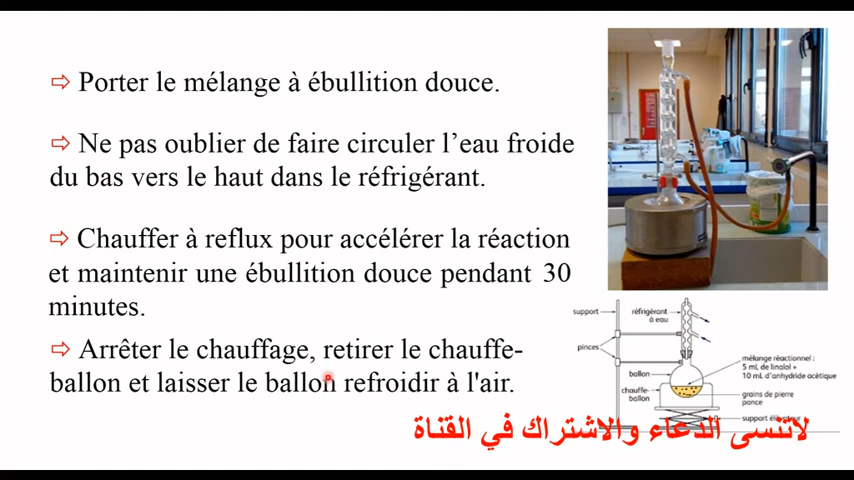 ⇨ Porter le mélange à ébullition douce.
⇨ Ne pas oublier de faire circuler l’eau froide
du bas vers le haut dans le réfrigérant.
⇨ Chauffer à reflux pour accélérer la réaction
et maintenir une ébullition douce pendant 30
minutes.
⇨ Arrêter le chauffage, retirer le chauffe-
ballon et laisser le ballon refroidir à l'air.
support
réfrigérant
à eau
pinces
ballon
chauffe-
ballon
mélange réactionnel :
5 mL de linalol +
10 mL d'anhydride acétique
grains de pierre
ponce
support élévateur
لاتنسى الدعاء والاشتراك في القناة